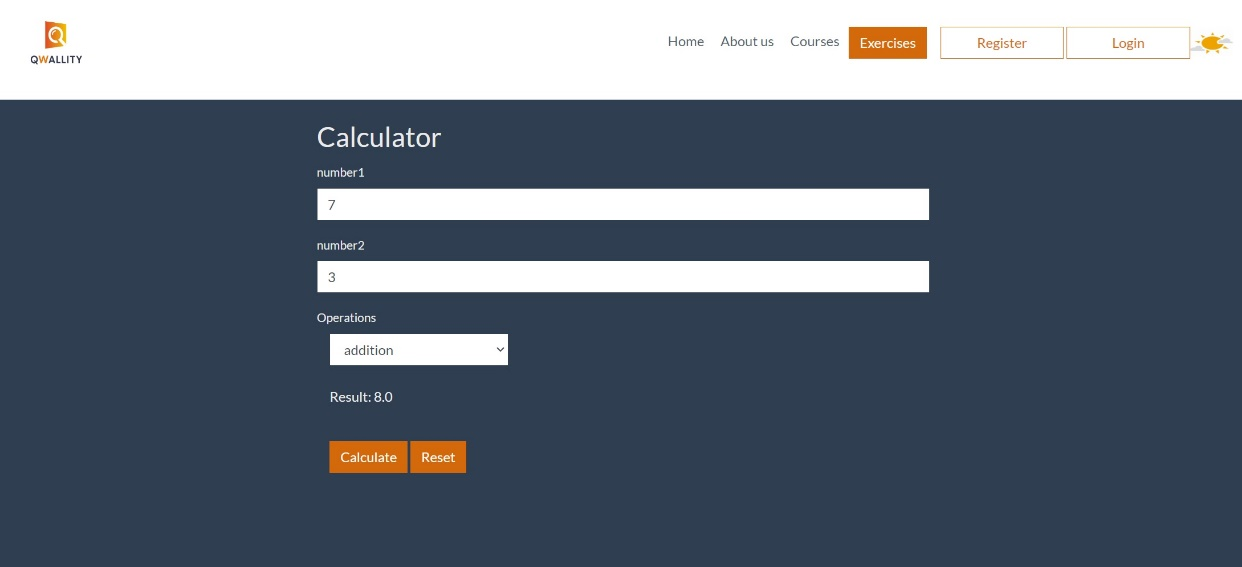 QWALLITY
Home About us Courses Exercises Register Login
Calculator
number1
7
number2
3
Operations
addition
Result: 8.0
Calculate Reset